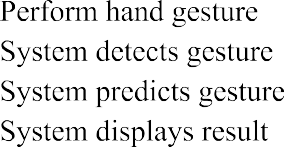 Perform hand gesture
System detects gesture
System predicts gesture
System displays result